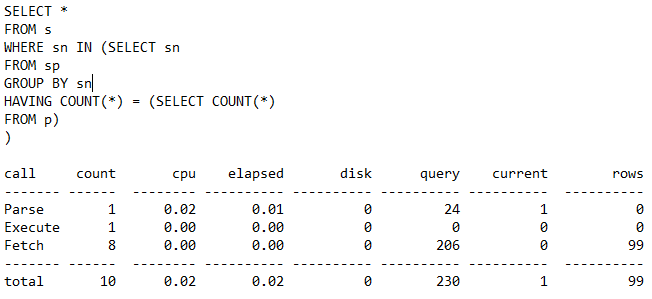 SELECT *
FROM s
WHERE sn IN (SELECT sn
FROM sp
GROUP BY sn
HAVING COUNT(*) = (SELECT COUNT(*)
FROM p)
)
call count cpu elapsed disk query current rows
------- ------ -------- ---------- ---------- ---------- ---------- ----------
Parse 1 0.02 0.01 0 24 1 0
Execute 1 0.00 0.00 0 0 0 0
Fetch 8 0.00 0.00 0 206 0 99
------- ------ -------- ---------- ---------- ---------- ---------- ----------
total 10 0.02 0.02 0 230 1 99